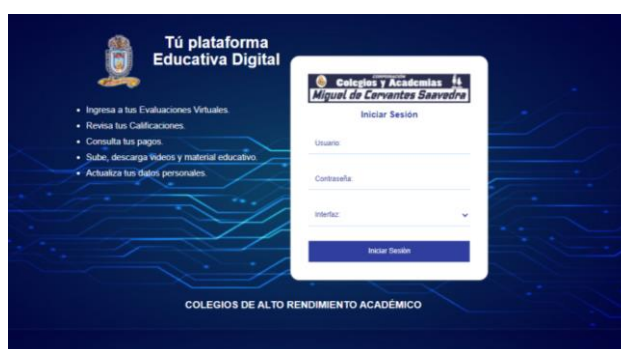 Tú plataforma
Educativa Digital
Ingresa a tus Evaluaciones Virtuales.
Revisa tus Calificaciones.
Consulta tus pagos.
Sube, descarga videos y material educativo.
Actualiza tus datos personales.
CORPORACIÓN
Colegios y Academias
Miguel de Cervantes Saavedra
Iniciar Sesión
Usuario:
Contraseña:
Interfaz:
Iniciar Sesión
COLEGIOS DE ALTO RENDIMIENTO ACADÉMICO